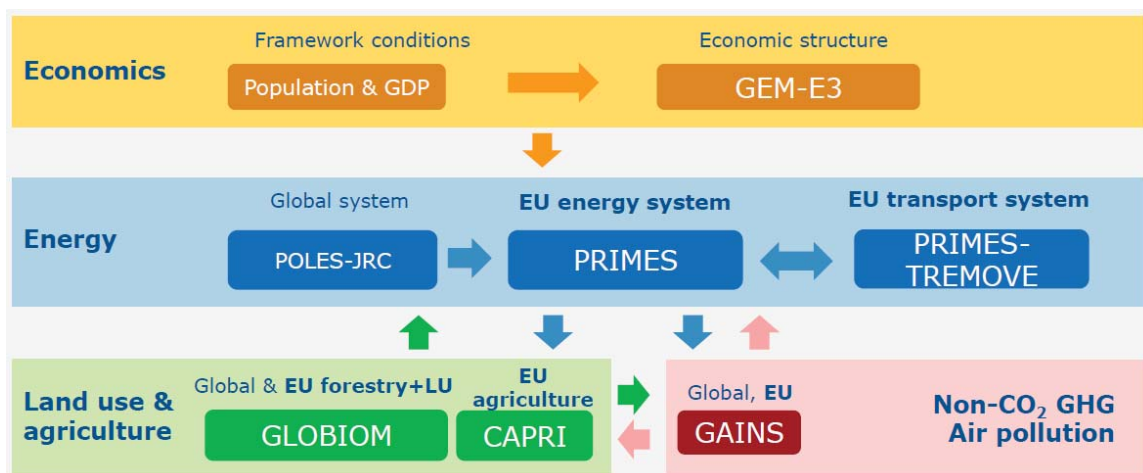 Framework conditions
Economic structure
Economics
Population & GDP
GEM-E3
Global system
EU energy system
EU transport system
Energy
POLES-JRC
PRIMES
PRIMES-
TREMOVE
Land use &
agriculture
Global & EU forestry+LU
EU
agriculture
GLOBIOM
CAPRI
Global, EU
GAINS
Non-CO₂ GHG
Air pollution